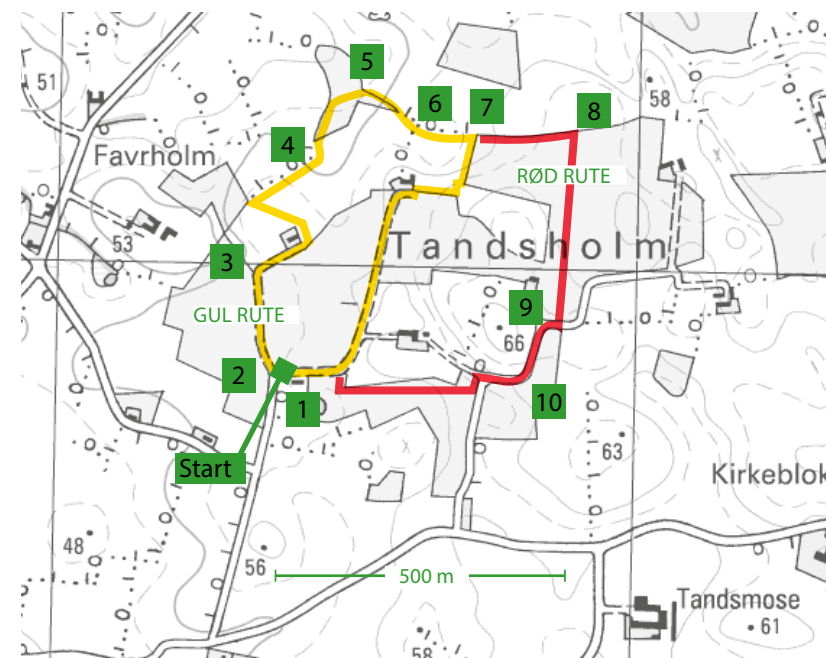 5
51
6
7
8
58
4
Favrholm
RØD RUTE
53
3
Tandsholm
GUL RUTE
9
66
2
1
10
Start
63
Kirkeblok
48
56
500 m
Tandsmose
61
58